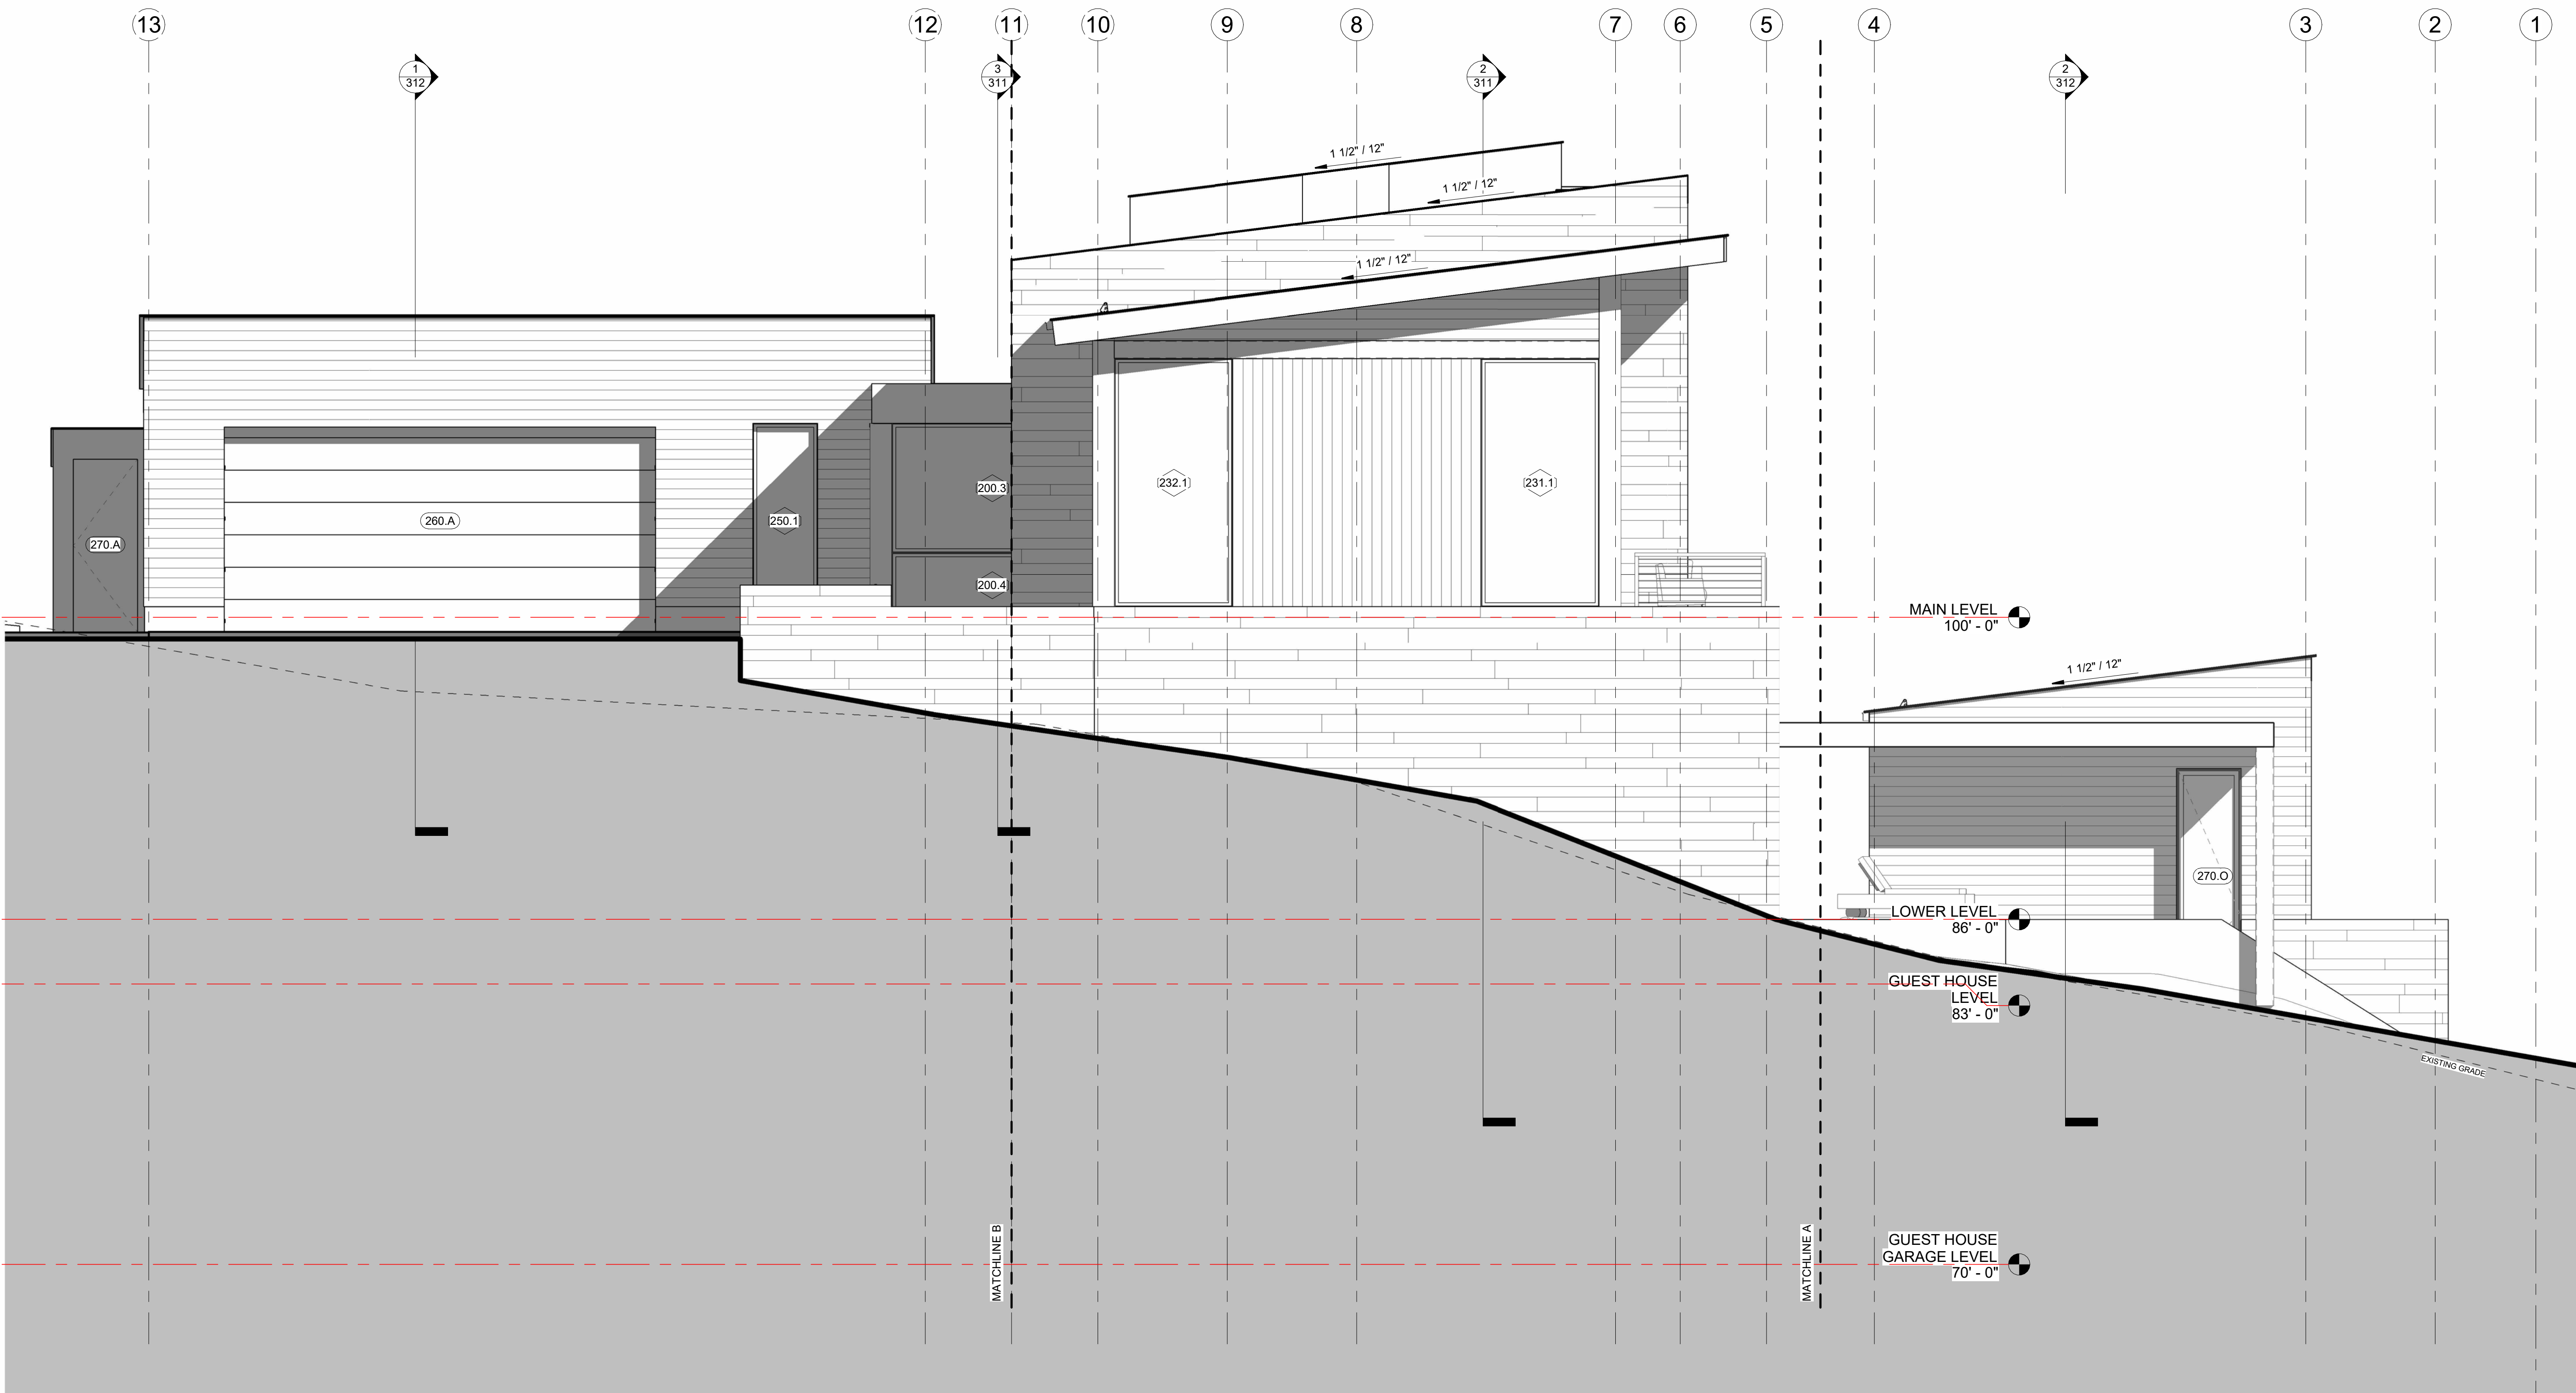 13
12
11
10
9
8
7
6
5
4
3
2
1
1
312
3
311
2
311
2
312
1 1/2" / 12"
1 1/2" / 12"
1 1/2" / 12"
270.A
260.A
250.1
200.3
200.4
232.1
231.1
MAIN LEVEL
100' - 0"
1 1/2" / 12"
270.O
LOWER LEVEL
86' - 0"
GUEST HOUSE
LEVEL
83' - 0"
EXISTING GRADE
MATCHLINE B
MATCHLINE A
GUEST HOUSE
GARAGE LEVEL
70' - 0"